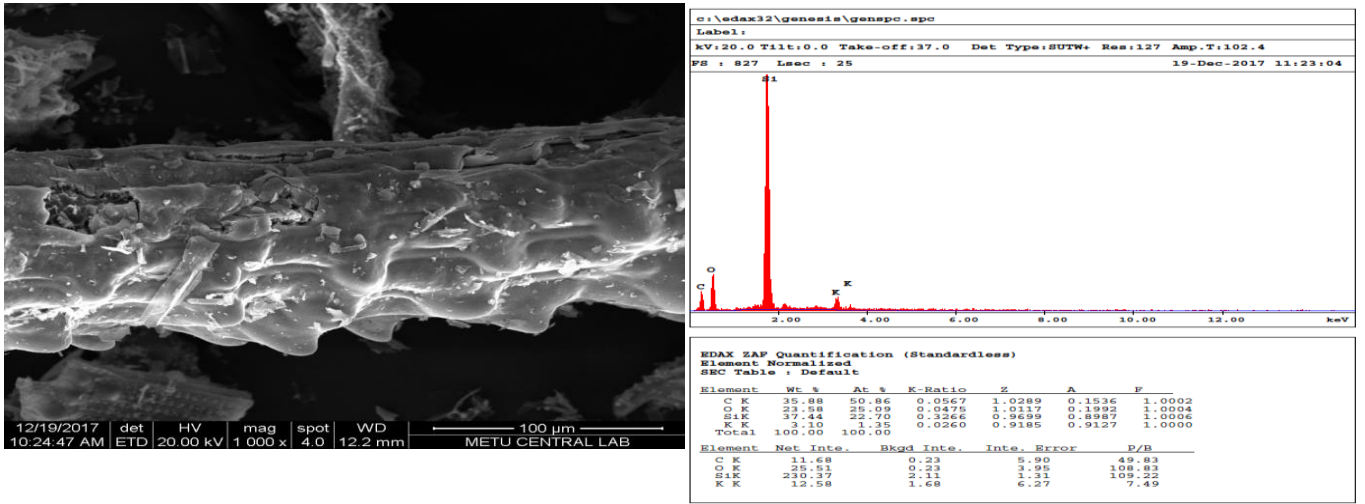 12/19/2017 det HV mag spot WD 100 µm
10:24:47 AM ETD 20.00 kV 1 000 x 4.0 12.2 mm METU CENTRAL LAB
c:\edax32\genesis\genspc.spc
Label:
kV:20.0 Tilt:0.0 Take-off:37.0 Det Type:SUTW+ Res:127 Amp.T:102.4
FS : 827 Lsec : 25 19-Dec-2017 11:23:04
Si
O
C
K
K
2.00 4.00 6.00 8.00 10.00 12.00 keV
EDAX ZAF Quantification (Standardless)
Element Normalized
SEC Table : Default
Element Wt % At % K-Ratio Z A F
C K 35.88 50.86 0.0567 1.0289 0.1536 1.0002
O K 23.58 25.09 0.0475 1.0117 0.1992 1.0004
SiK 37.44 22.70 0.3266 0.9699 0.8987 1.0006
K K 3.10 1.35 0.0260 0.9185 0.9127 1.0000
Total 100.00 100.00
Element Net Inte. Bkgd Inte. Inte. Error P/B
C K 11.68 0.23 5.90 49.83
O K 25.51 0.23 3.95 108.83
SiK 230.37 2.11 1.31 109.22
K K 12.58 1.68 6.27 7.49